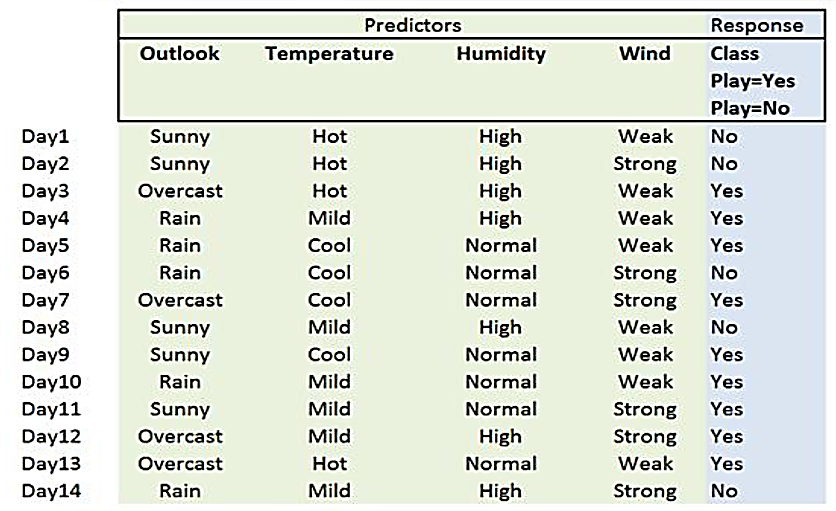 Predictors Response
Outlook Temperature Humidity Wind Class
Play=Yes
Play=No
Day1 Sunny Hot High Weak No
Day2 Sunny Hot High Strong No
Day3 Overcast Hot High Weak Yes
Day4 Rain Mild High Weak Yes
Day5 Rain Cool Normal Weak Yes
Day6 Rain Cool Normal Strong No
Day7 Overcast Cool Normal Strong Yes
Day8 Sunny Mild High Weak No
Day9 Sunny Cool Normal Weak Yes
Day10 Rain Mild Normal Weak Yes
Day11 Sunny Mild Normal Strong Yes
Day12 Overcast Mild High Strong Yes
Day13 Overcast Hot Normal Weak Yes
Day14 Rain Mild High Strong No